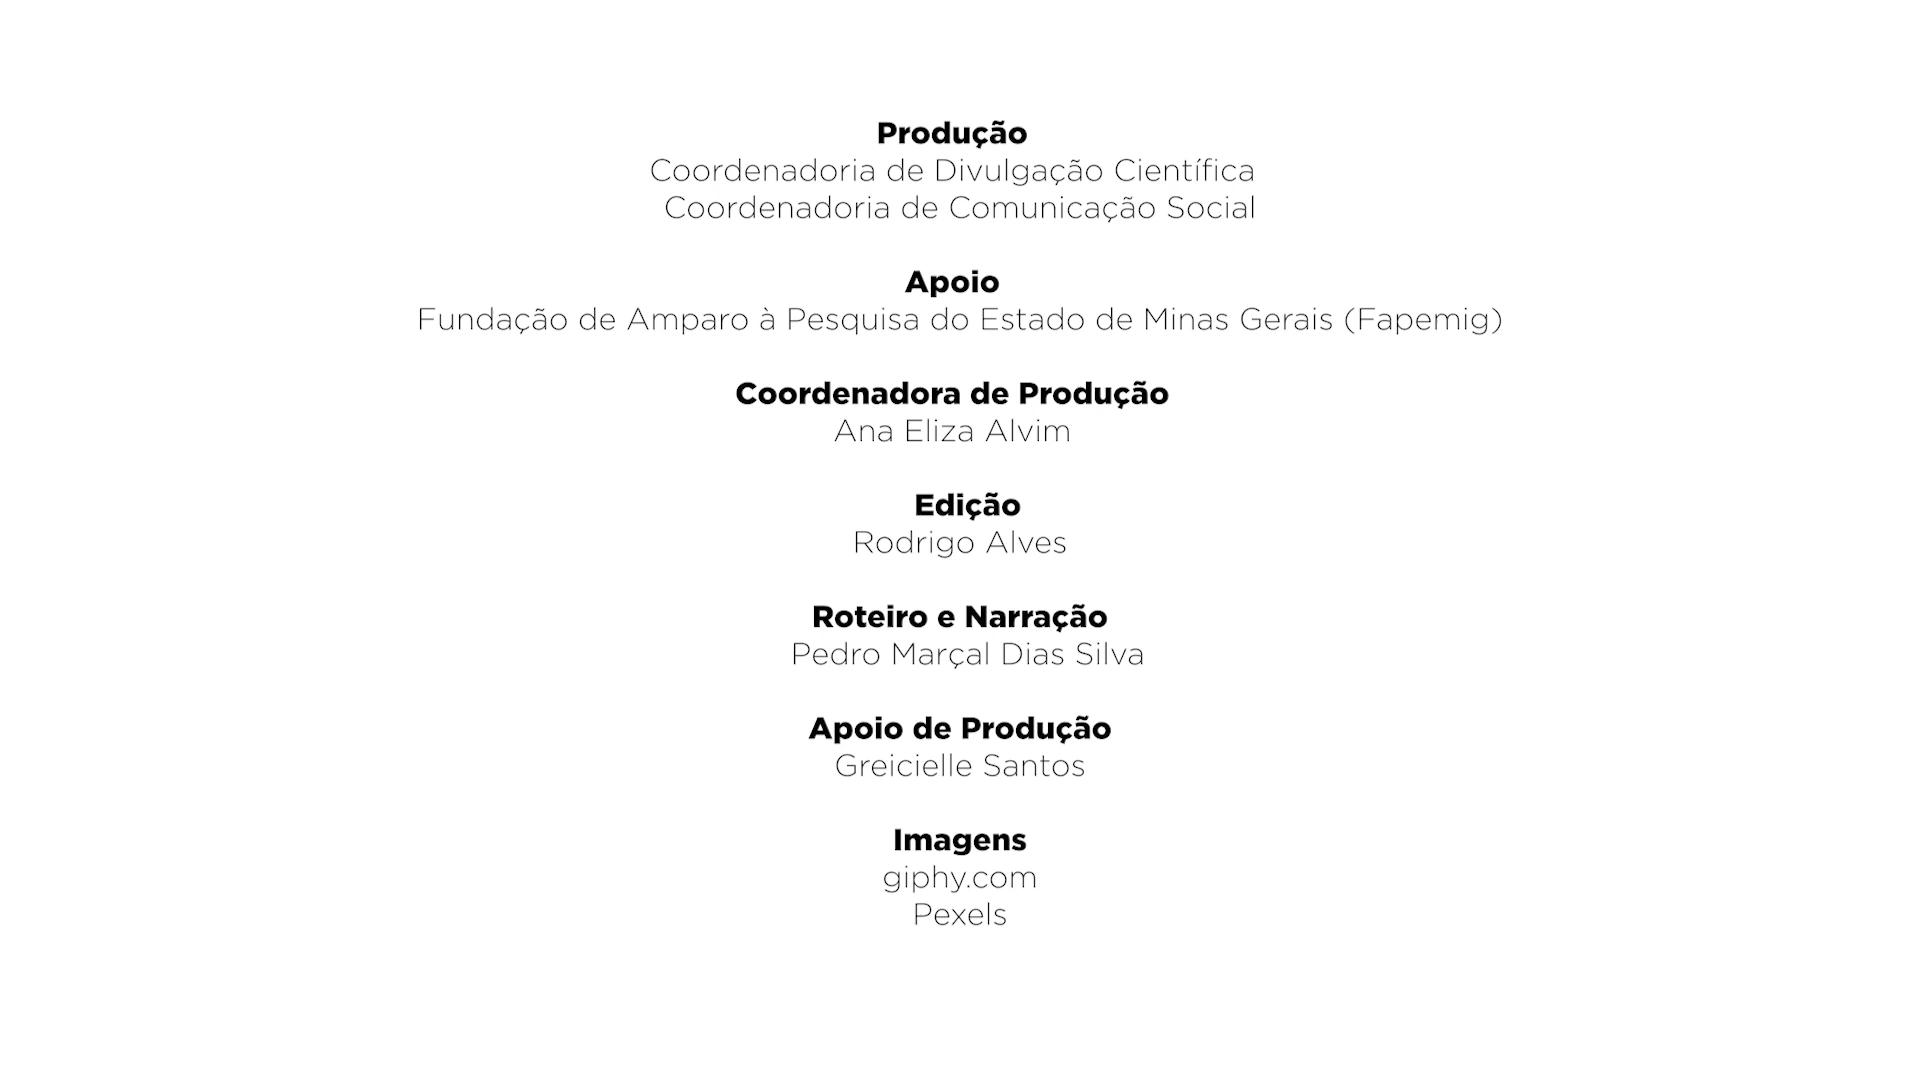 Produção
Coordenadoria de Divulgação Científica
Coordenadoria de Comunicação Social
Apoio
Fundação de Amparo à Pesquisa do Estado de Minas Gerais (Fapemig)
Coordenadora de Produção
Ana Eliza Alvim
Edição
Rodrigo Alves
Roteiro e Narração
Pedro Marçal Dias Silva
Apoio de Produção
Greicielle Santos
Imagens
giphy.com
Pexels